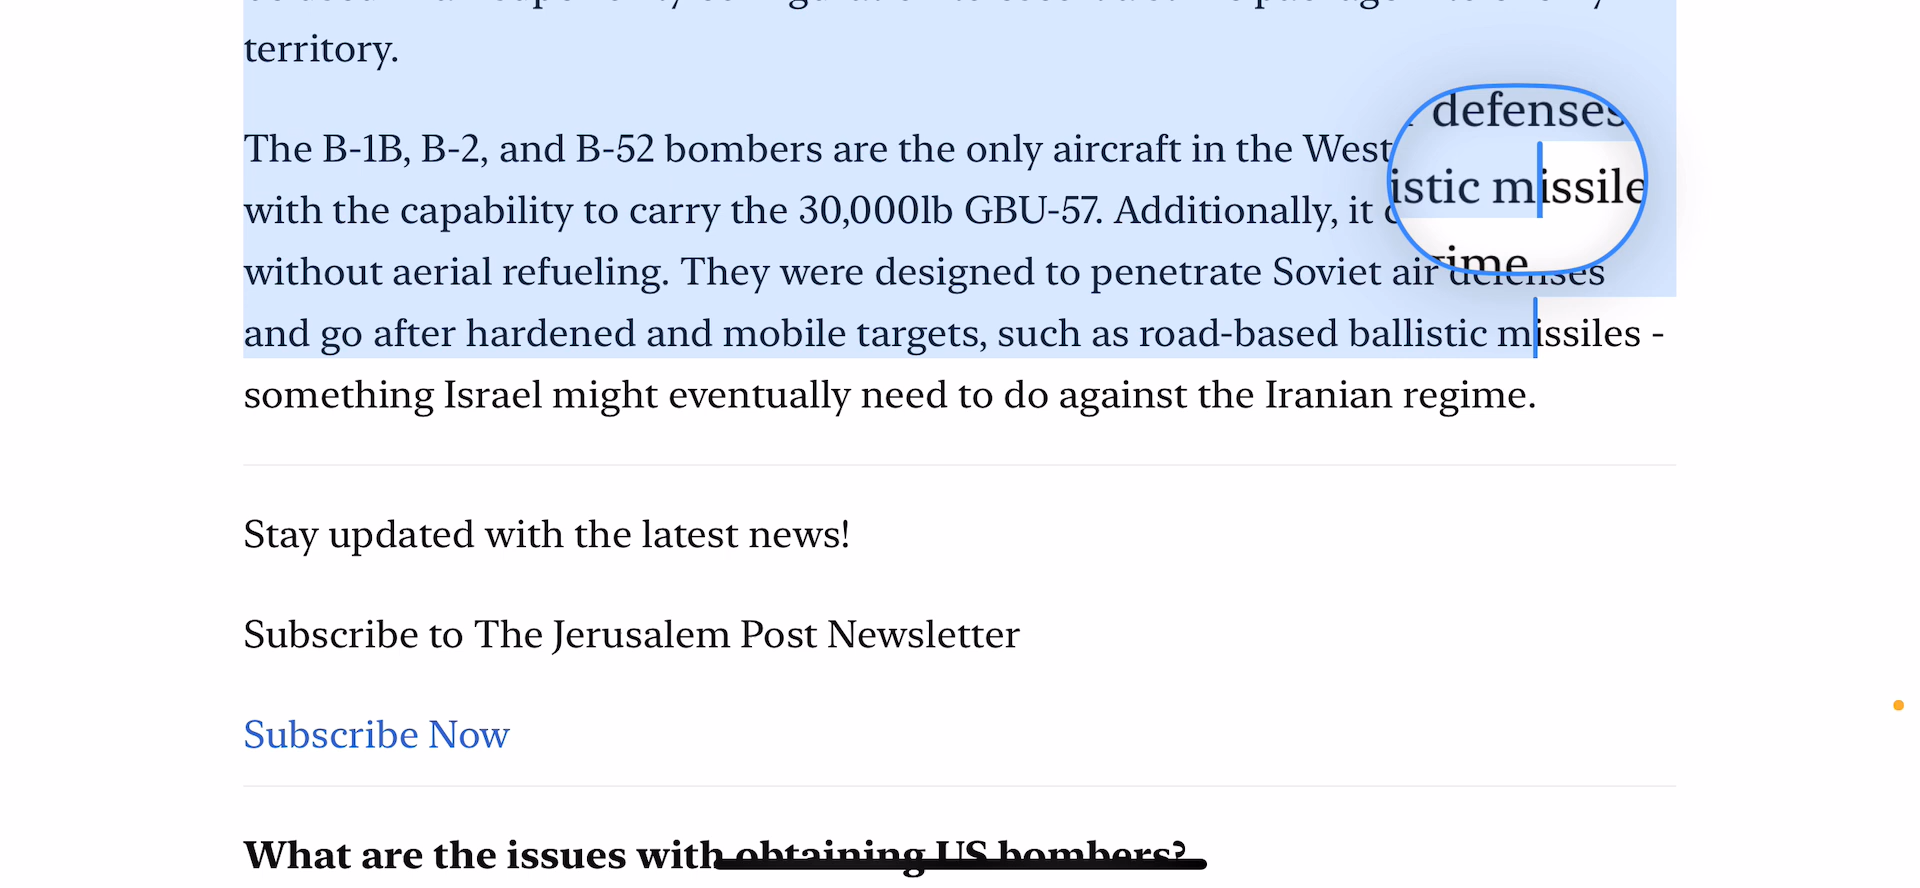 territory.
The B-1B, B-2, and B-52 bombers are the only aircraft in the West
with the capability to carry the 30,000lb GBU-57. Additionally, it
without aerial refueling. They were designed to penetrate Soviet air defenses
and go after hardened and mobile targets, such as road-based ballistic missiles -
something Israel might eventually need to do against the Iranian regime.
defenses
istic missile
Stay updated with the latest news!
Subscribe to The Jerusalem Post Newsletter
Subscribe Now
What are the issues with obtaining US bombers?